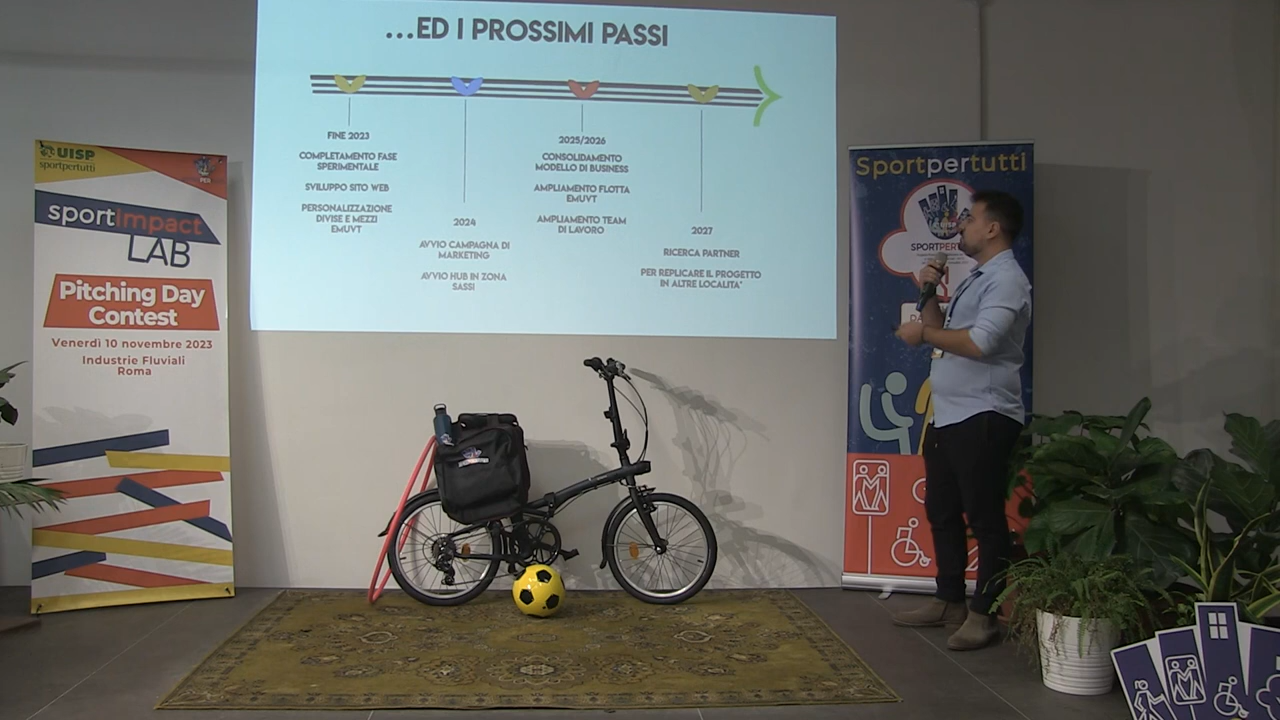 ...ED I PROSSIMI PASSI
FINE 2023
COMPLETAMENTO FASE
SPERIMENTALE
SVILUPPO SITO WEB
PERSONALIZZAZIONE
DIVISE E MEZZI
EMUVT
2024
AVVIO CAMPAGNA DI
MARKETING
AVVIO HUB IN ZONA
SASSI
2025/2026
CONSOLIDAMENTO
MODELLO DI BUSINESS
AMPLIAMENTO FLOTTA
EMUVT
AMPLIAMENTO TEAM
DI LAVORO
2027
RICERCA PARTNER
PER REPLICARE IL PROGETTO
IN ALTRE LOCALITA'
UISP
sportpertutti
PER
sportimpact
LAB
Pitching Day
Contest
Venerdì 10 novembre 2023
Industrie Fluviali
Roma
Sportpertutti
UISP